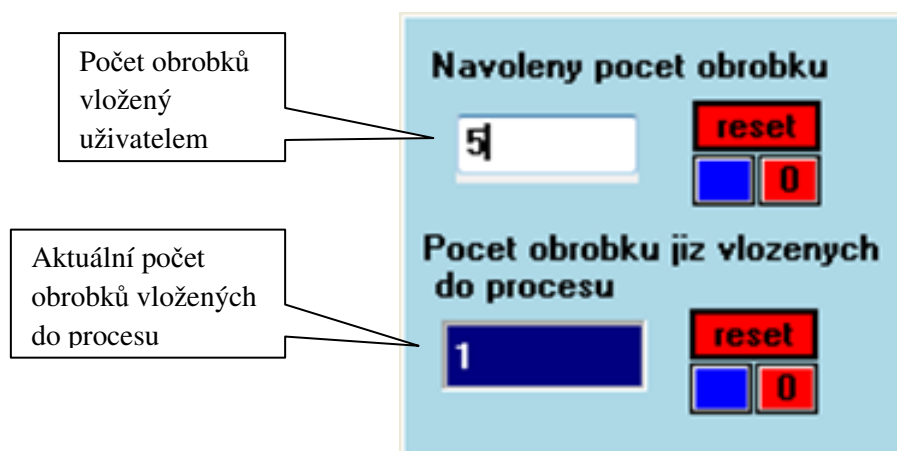 Počet obrobků
vložený
uživatelem
Navoleny pocet obrobku
5
reset
0
Aktuální počet
obrobků vložených
do procesu
Pocet obrobku jiz vlozenych
do procesu
1
reset
0